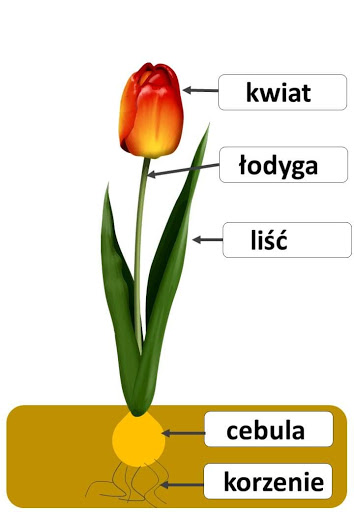 kwiat
łodyga
liść
cebula
korzenie